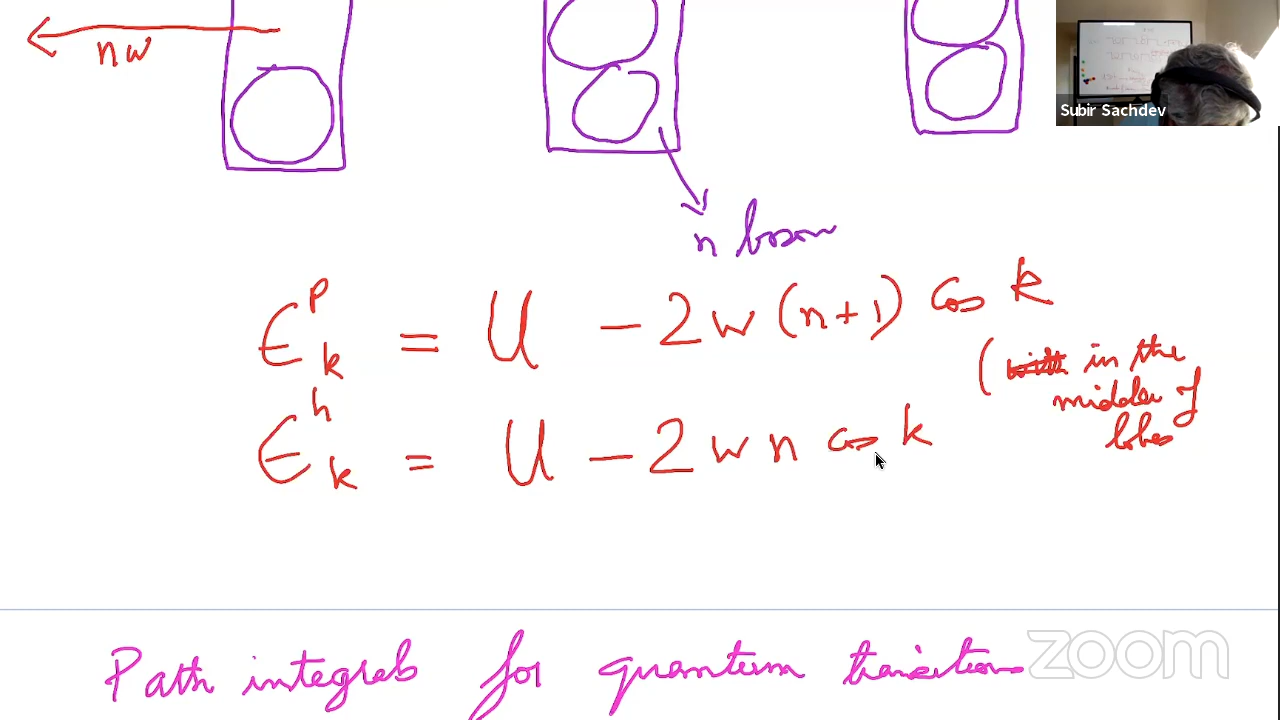 nw
Subir Sachdev
n boson
E^p_k = U - 2w(n+1) cos k
(in the middle of lobes
E^h_k = U - 2wn cos k
Path integrals for quantum transitions
zoom